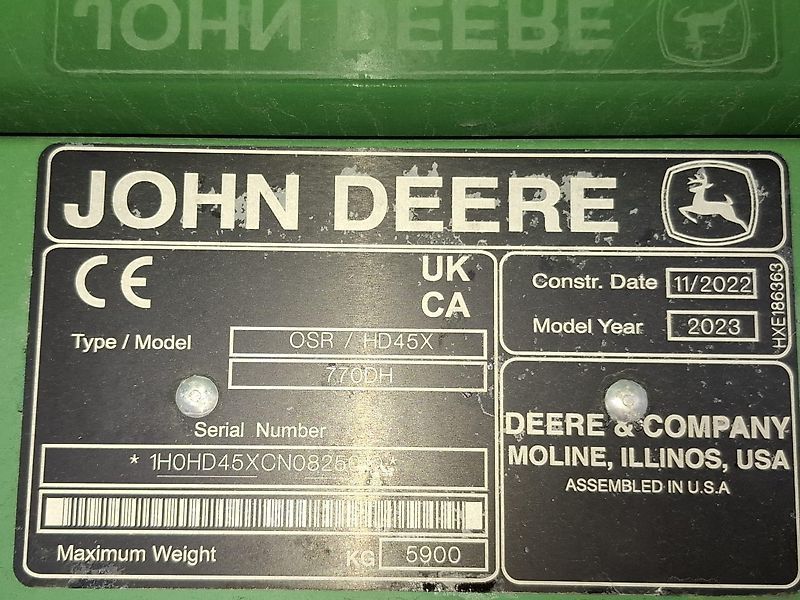 JOHN DEERE
JOHN DEERE
CE
UK
CA
Type / Model
OSR / HD45X
770DH
Serial Number
Maximum Weight
KG 5900
Constr. Date 11/2022
Model Year 2023
HXE186363
DEERE & COMPANY
MOLINE, ILLINOS, USA
ASSEMBLED IN U.S.A